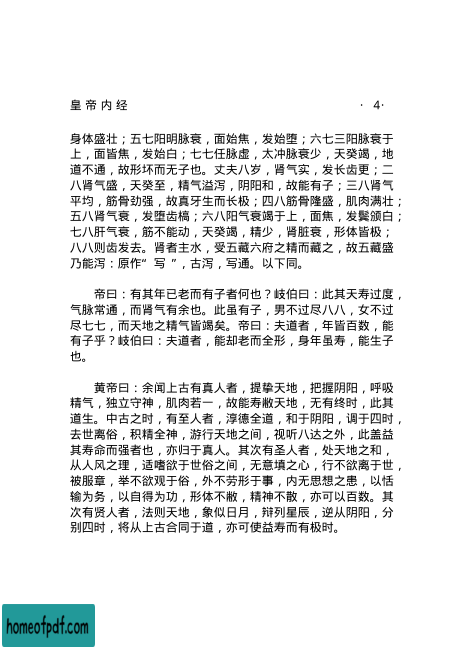 皇帝内经 · 4·
身体盛壮；五七阳明脉衰，面始焦，发始堕；六七三阳脉衰于
上，面皆焦，发始白；七七任脉虚，太冲脉衰少，天癸竭，地
道不通，故形坏而无子也。丈夫八岁，肾气实，发长齿更；二
八肾气盛，天癸至，精气溢泻，阴阳和，故能有子；三八肾气
平均，筋骨劲强，故真牙生而长极；四八筋骨隆盛，肌肉满壮；
五八肾气衰，发堕齿槁；六八阳气衰竭于上，面焦，发鬓颁白；
七八肝气衰，筋不能动，天癸竭，精少，肾脏衰，形体皆极；
八八则齿发去。肾者主水，受五藏六府之精而藏之，故五藏盛
乃能泻：原作“写 ”，古泻，写通。以下同。
帝曰：有其年已老而有子者何也？岐伯曰：此其天寿过度，
气脉常通，而肾气有余也。此虽有子，男不过尽八八，女不过
尽七七，而天地之精气皆竭矣。帝曰：夫道者，年皆百数，能
有子乎？岐伯曰：夫道者，能却老而全形，身年虽寿，能生子
也。
黄帝曰：余闻上古有真人者，提挈天地，把握阴阳，呼吸
精气，独立守神，肌肉若一，故能寿敝天地，无有终时，此其
道生。中古之时，有至人者，淳德全道，和于阴阳，调于四时，
去世离俗，积精全神，游行天地之间，视听八达之外，此盖益
其寿命而强者也，亦归于真人。其次有圣人者，处天地之和，
从人风之理，适嗜欲于世俗之间，无恚填之心，行不欲离于世，
被服章，举不欲观于俗，外不劳形于事，内无思想之患，以恬
愉为务，以自得为功，形体不敝，精神不散，亦可以百数。其
次有贤人者，法则天地，象似日月，辩列星辰，逆从阴阳，分
别四时，将从上古合同于道，亦可使益寿而有极时。
homeofpdf.com